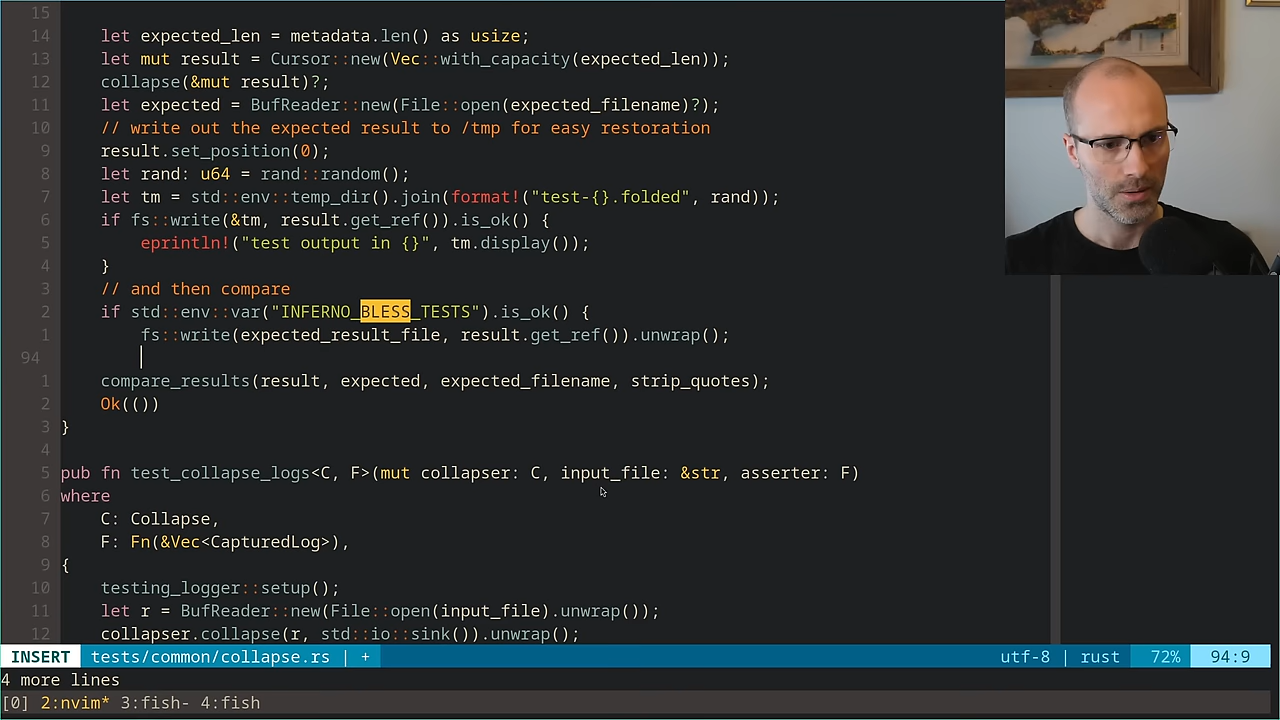 15
14 let expected_len = metadata.len() as usize;
13 let mut result = Cursor::new(Vec::with_capacity(expected_len));
12 collapse(&mut result)?;
11 let expected = BufReader::new(File::open(expected_filename)?);
10 // write out the expected result to /tmp for easy restoration
9 result.set_position(0);
8 let rand: u64 = rand::random();
7 let tm = std::env::temp_dir().join(format!("test-{}.folded", rand));
6 if fs::write(&tm, result.get_ref()).is_ok() {
5 eprintln!("test output in {}", tm.display());
4 }
3 // and then compare
2 if std::env::var("INFERNO_BLESS_TESTS").is_ok() {
1 fs::write(expected_result_file, result.get_ref()).unwrap();
94
1 compare_results(result, expected, expected_filename, strip_quotes);
2 Ok(())
3 }
4
5 pub fn test_collapse_logs<C, F>(mut collapser: C, input_file: &str, asserter: F)
6 where
7 C: Collapse,
8 F: Fn(&Vec<CapturedLog>),
9 {
10 testing_logger::setup();
11 let r = BufReader::new(File::open(input_file).unwrap());
12 collapser.collapse(r, std::io::sink()).unwrap();
INSERT tests/common/collapse.rs | + utf-8 | rust 72% 94:9
4 more lines
[0] 2:nvim* 3:fish- 4:fish